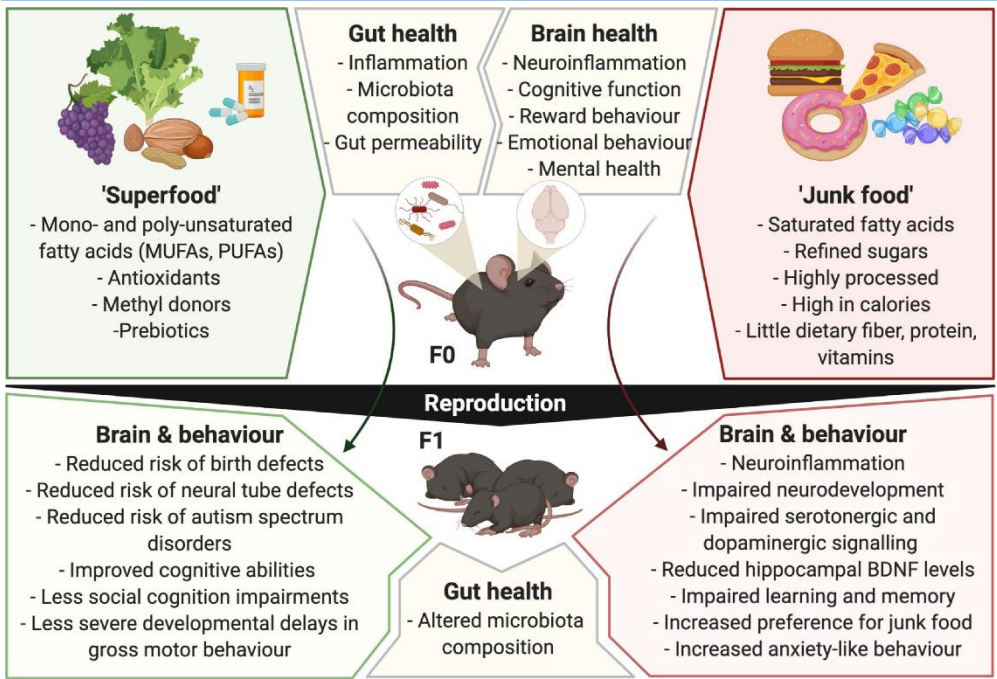 Gut health
- Inflammation
- Microbiota
composition
- Gut permeability
Brain health
- Neuroinflammation
- Cognitive function
- Reward behaviour
- Emotional behaviour
- Mental health
'Superfood'
- Mono- and poly-unsaturated
fatty acids (MUFAs, PUFAs)
- Antioxidants
- Methyl donors
-Prebiotics
'Junk food'
- Saturated fatty acids
- Refined sugars
- Highly processed
- High in calories
- Little dietary fiber, protein,
vitamins
F0
Reproduction
F1
Brain & behaviour
- Reduced risk of birth defects
- Reduced risk of neural tube defects
- Reduced risk of autism spectrum
disorders
- Improved cognitive abilities
- Less social cognition impairments
- Less severe developmental delays in
gross motor behaviour
Gut health
- Altered microbiota
composition
Brain & behaviour
- Neuroinflammation
- Impaired neurodevelopment
- Impaired serotonergic and
dopaminergic signalling
- Reduced hippocampal BDNF levels
- Impaired learning and memory
- Increased preference for junk food
- Increased anxiety-like behaviour